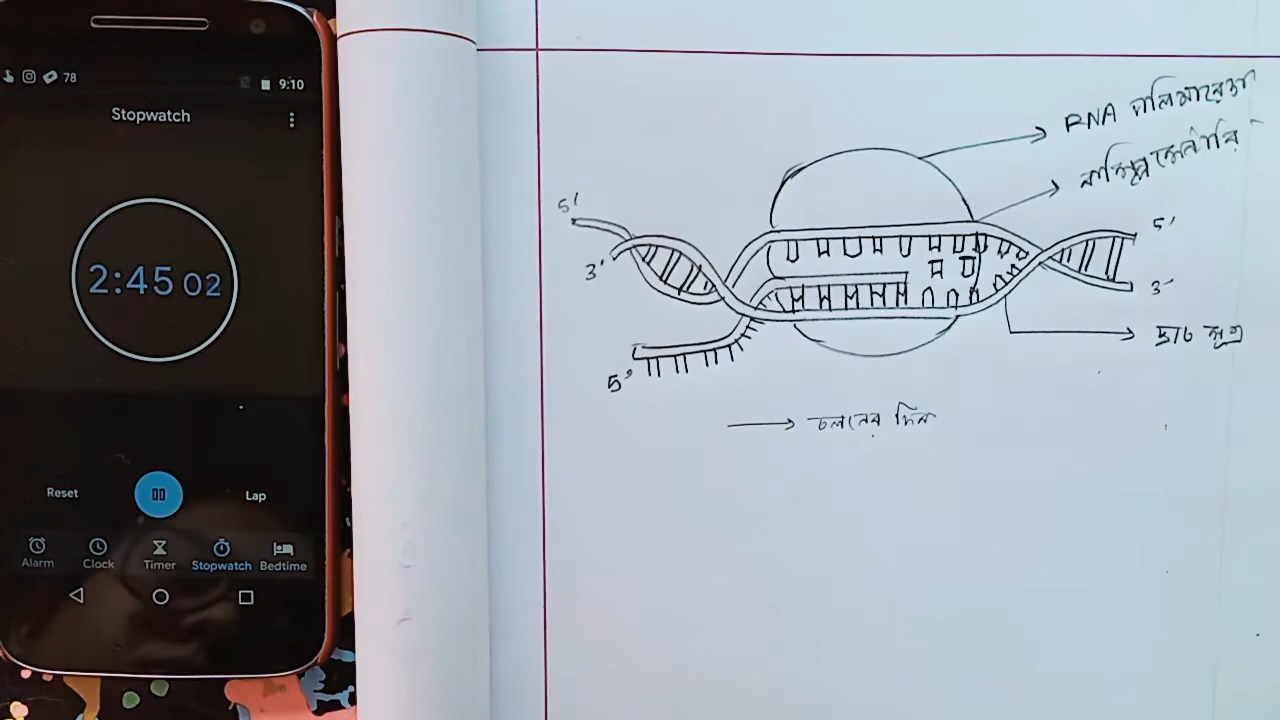 78
9:10
Stopwatch
2:45 02
Reset
Lap
Alarm
Clock
Timer
Stopwatch
Bedtime
RNA পলিমারেজ
5'
3'
5'
3'
5'
সূত্র
চলনের দিক